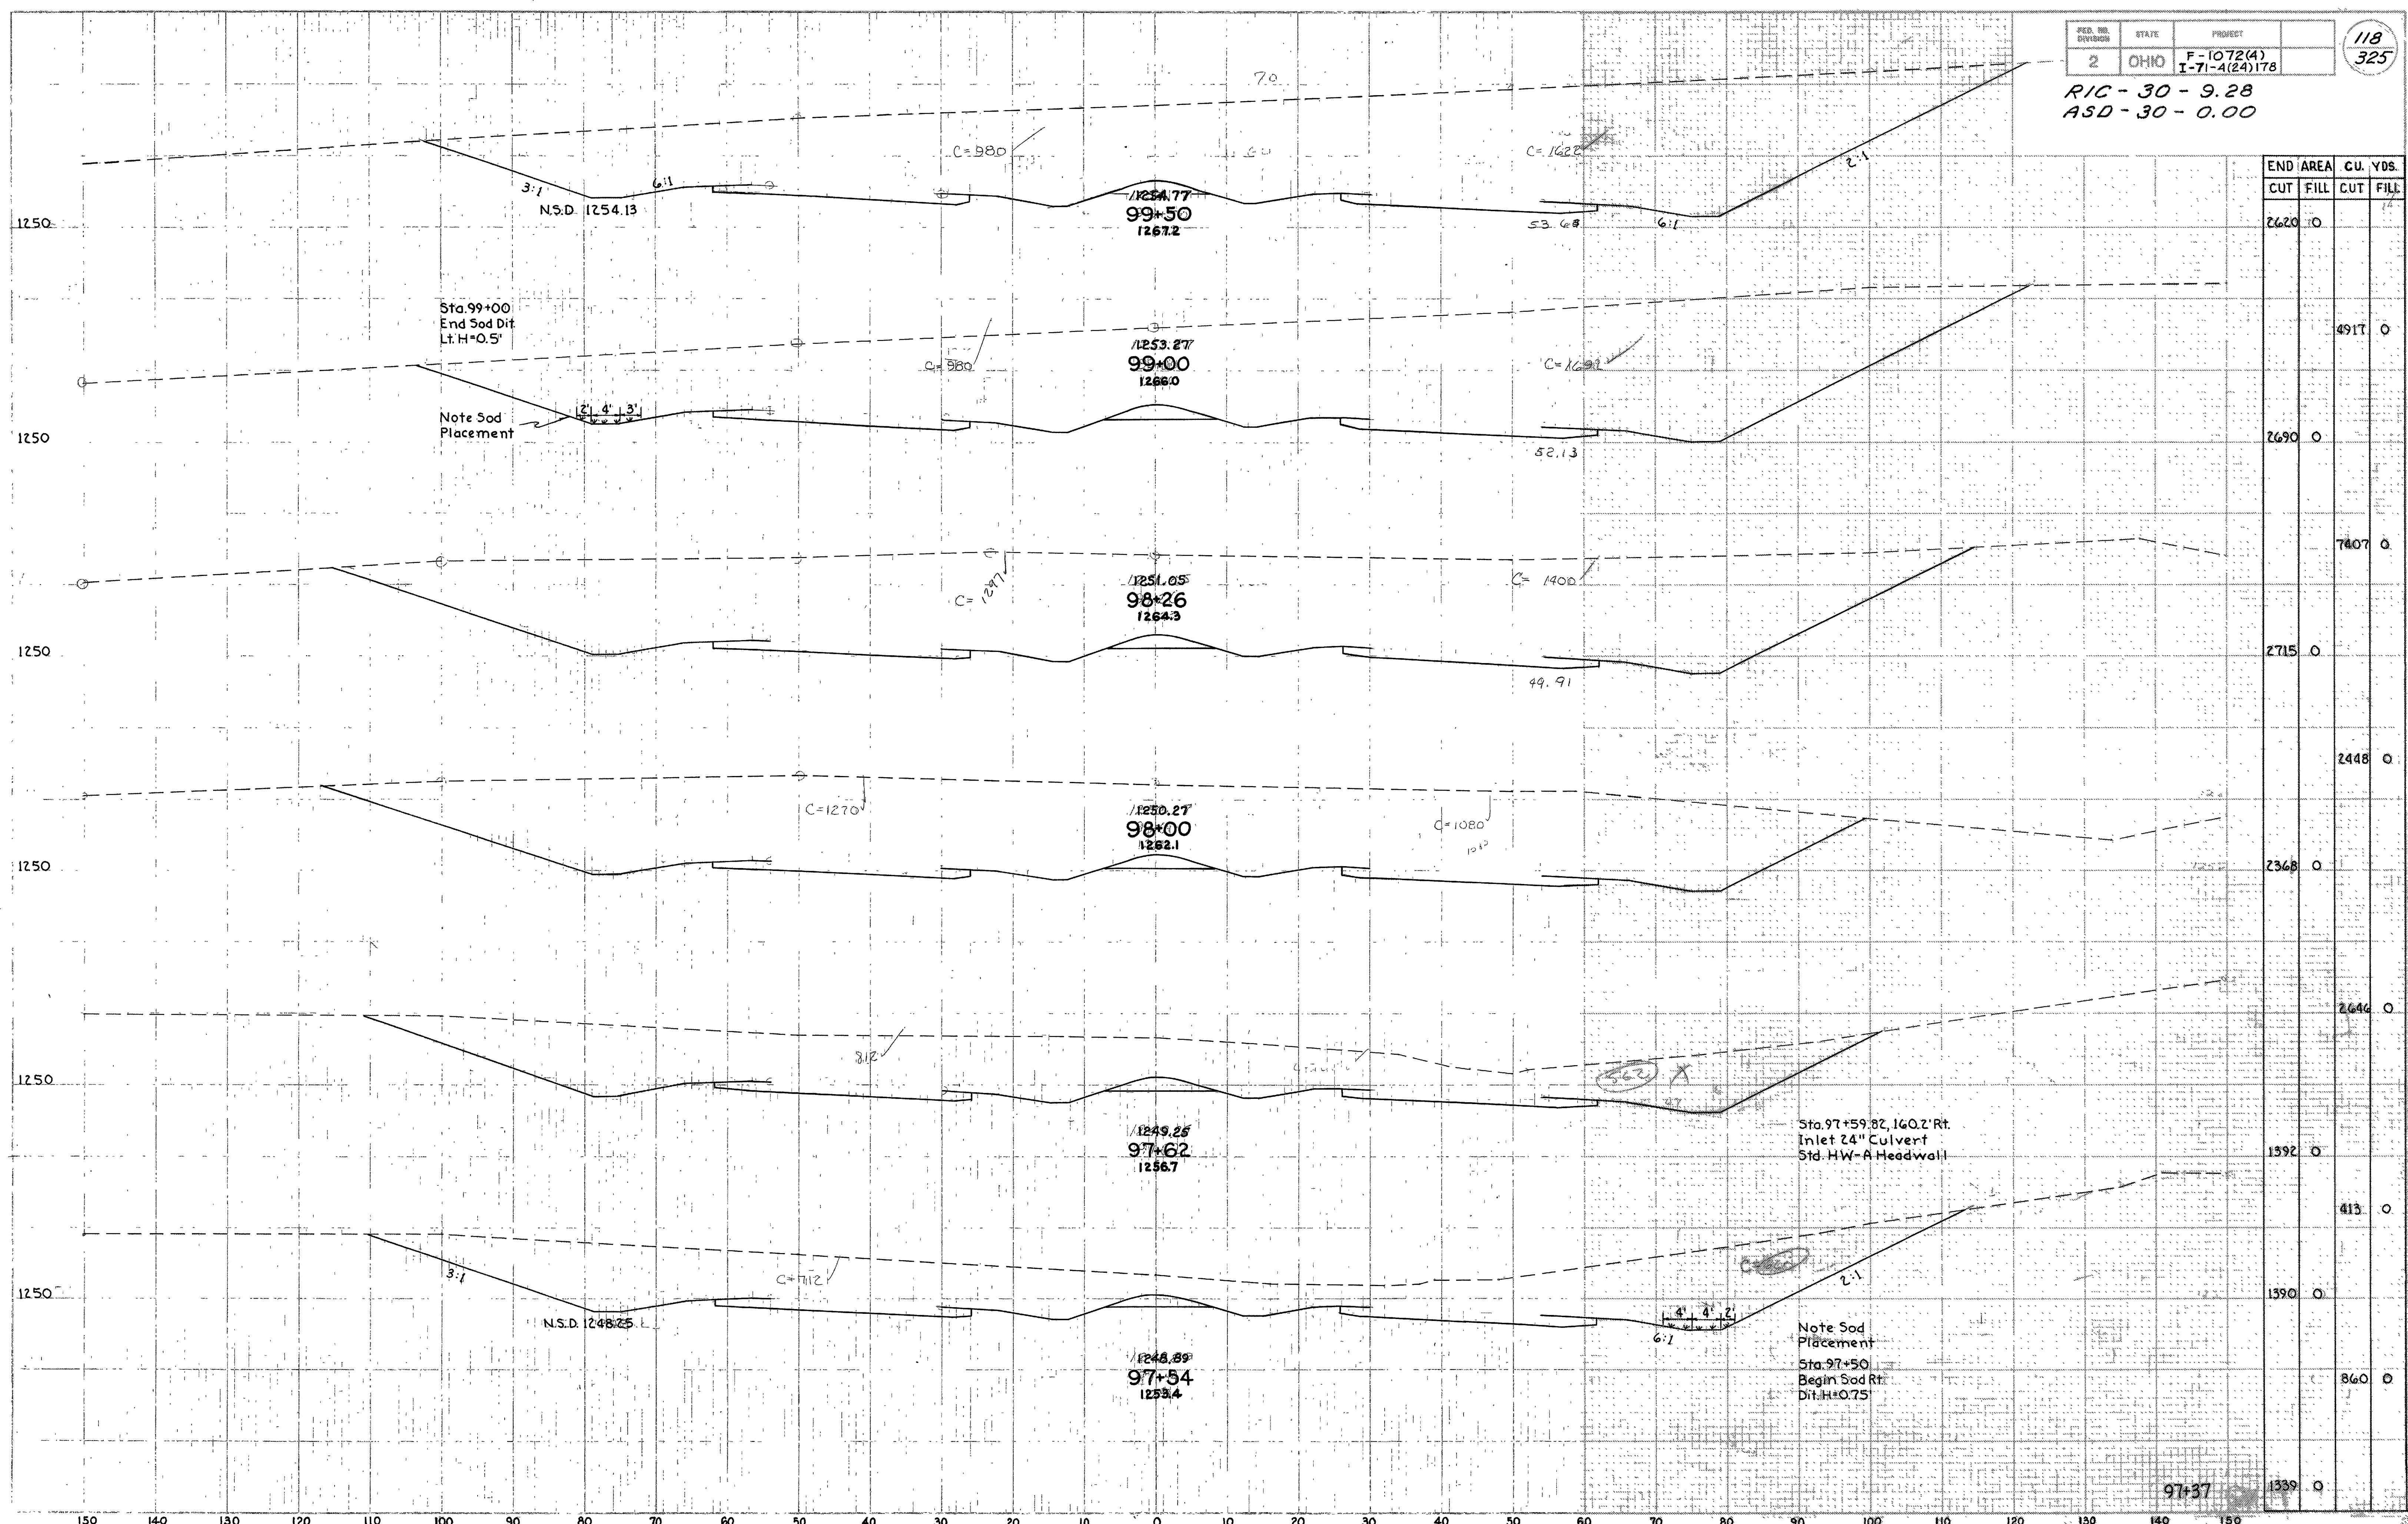 FED. RD. DIVISION STATE PROJECT
2 OHIO F-1072(4)
I-71-4(24)178
118
325
RIC - 30 - 9.28
ASD - 30 - 0.00
END AREA CU. YDS.
CUT FILL CUT FILL
70
C=980
C=1622
3:1
6:1
2:1
N.S.D. 1254.13
1254.77
99+50
1267.2
53.68
6:1
1250
2620 0
Sta.99+00
End Sod Dit.
Lt. H=0.5'
4917 0
C=980
1253.27
99+00
1266.0
Note Sod
Placement
2' 4' 3'
1250
52.13
2690 0
7407 0
C=1297
C= 1400
1251.05
98+26
1264.3
1250
49.91
2715 0
2448 0
C=1270
C=1080
1250.27
98+00
1262.1
1250
2368 0
2646 0
812
562 X
1250
1249.25
97+62
1256.7
Sta.97+59.82, 160.2' Rt.
Inlet 24" Culvert
Std. HW-A Headwall
1392 0
413 0
3:1
C=712
2:1
1250
1390 0
N.S.D. 1248.25
4' 4' 2'
6:1
Note Sod
Placement
1248.89
97+54
1253.4
Sta.97+50
Begin Sod Rt.
Dit. H=0.75'
860 0
97+37
1339 0
150 140 130 120 110 100 90 80 70 60 50 40 30 20 10 0 10 20 30 40 50 60 70 80 90 100 110 120 130 140 150